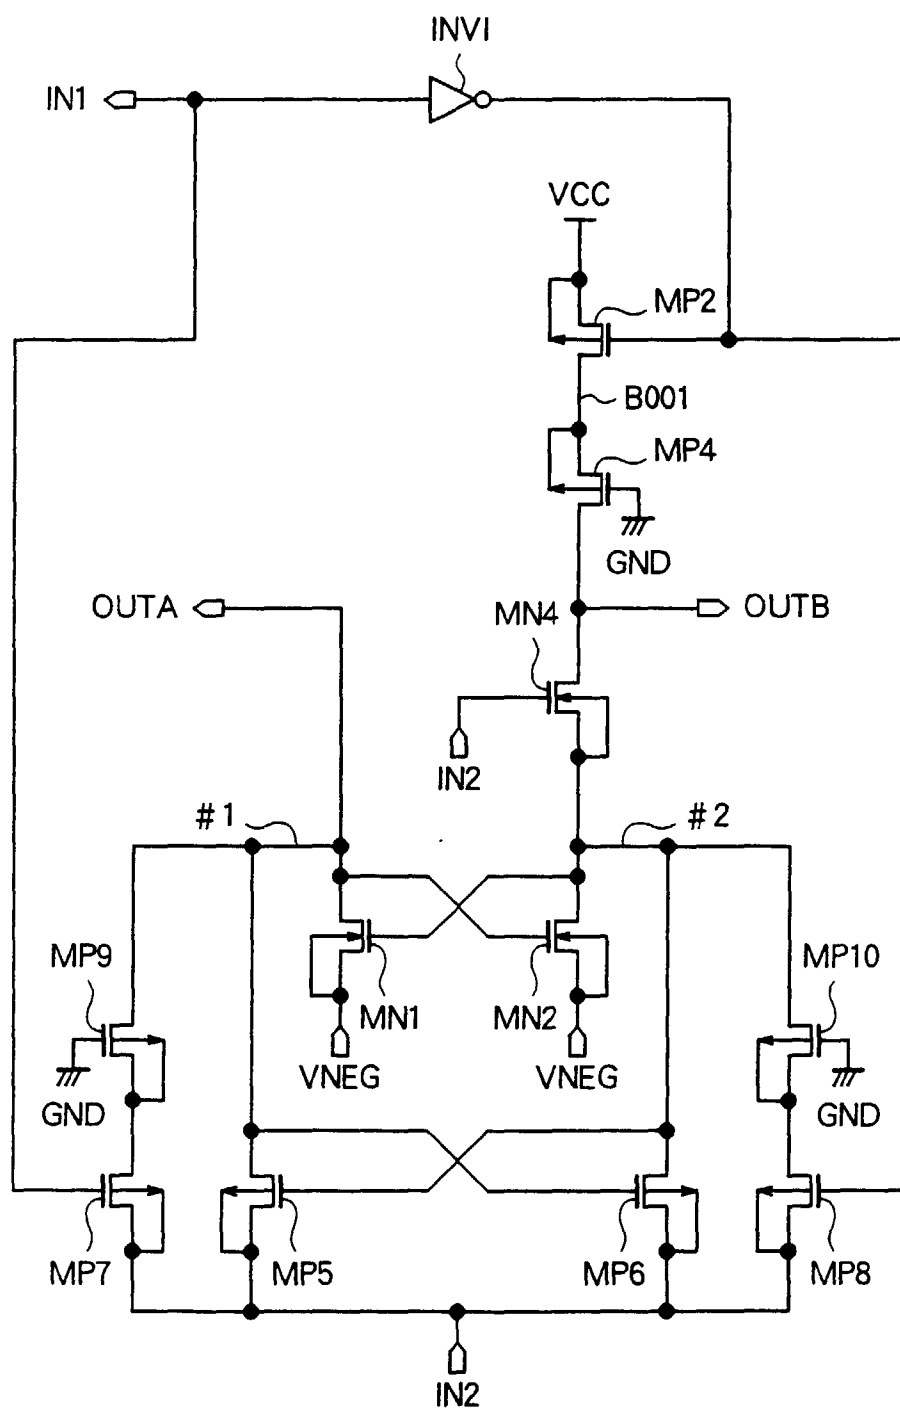 INV1
IN1
VCC
MP2
B001
MP4
GND
OUTA
MN4
OUTB
IN2
#1
#2
MP9
MN1
MN2
MP10
VNEG
VNEG
GND
GND
MP7
MP5
MP6
MP8
IN2